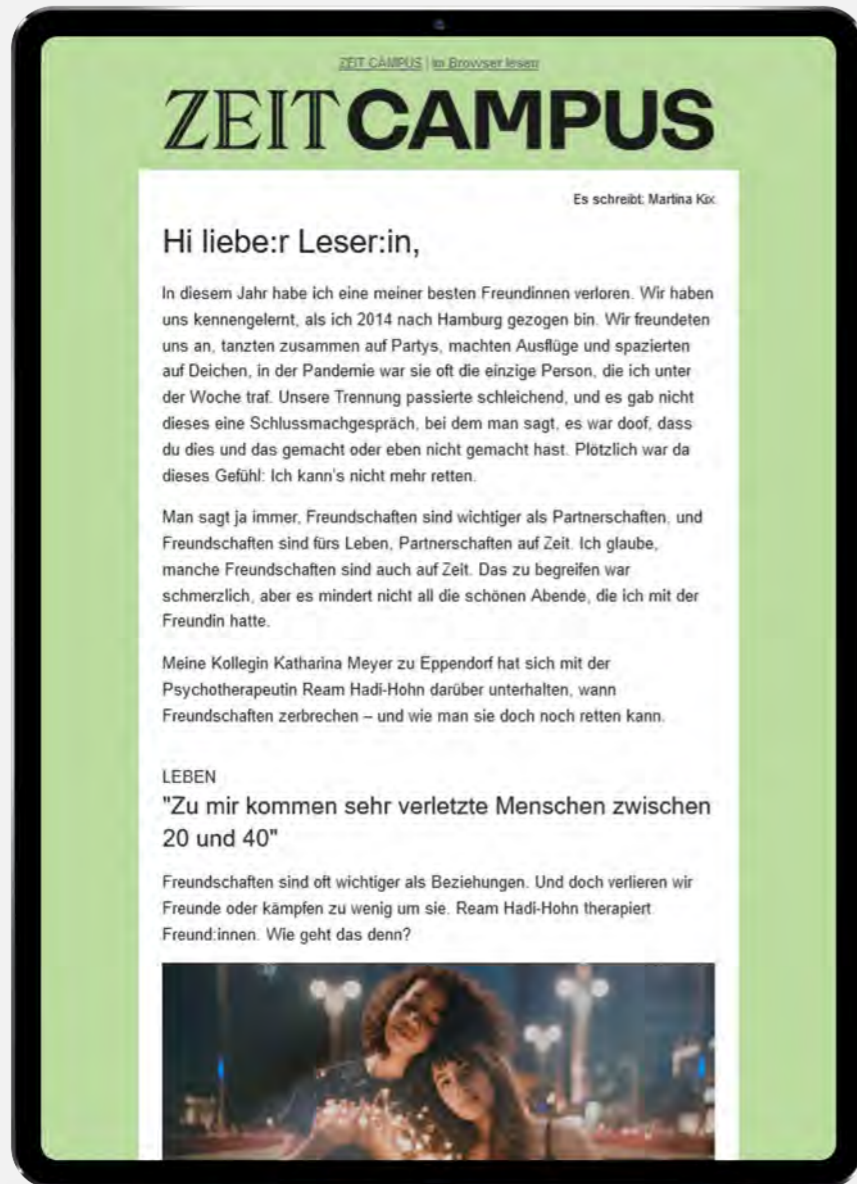 ZEIT CAMPUS | Im Browser lesen
ZEIT CAMPUS
Es schreibt: Martina Kix
Hi liebe:r Leser:in,
In diesem Jahr habe ich eine meiner besten Freundinnen verloren. Wir haben
uns kennengelernt, als ich 2014 nach Hamburg gezogen bin. Wir freundeten
uns an, tanzten zusammen auf Partys, machten Ausflüge und spazierten
auf Deichen, in der Pandemie war sie oft die einzige Person, die ich unter
der Woche traf. Unsere Trennung passierte schleichend, und es gab nicht
dieses eine Schlussmachgespräch, bei dem man sagt, es war doof, dass
du dies und das gemacht oder eben nicht gemacht hast. Plötzlich war da
dieses Gefühl: Ich kann's nicht mehr retten.
Man sagt ja immer, Freundschaften sind wichtiger als Partnerschaften, und
Freundschaften sind fürs Leben, Partnerschaften auf Zeit. Ich glaube,
manche Freundschaften sind auch auf Zeit. Das zu begreifen war
schmerzlich, aber es mindert nicht all die schönen Abende, die ich mit der
Freundin hatte.
Meine Kollegin Katharina Meyer zu Eppendorf hat sich mit der
Psychotherapeutin Ream Hadi-Hohn darüber unterhalten, wann
Freundschaften zerbrechen – und wie man sie doch noch retten kann.
LEBEN
"Zu mir kommen sehr verletzte Menschen zwischen
20 und 40"
Freundschaften sind oft wichtiger als Beziehungen. Und doch verlieren wir
Freunde oder kämpfen zu wenig um sie. Ream Hadi-Hohn therapiert
Freund:innen. Wie geht das denn?